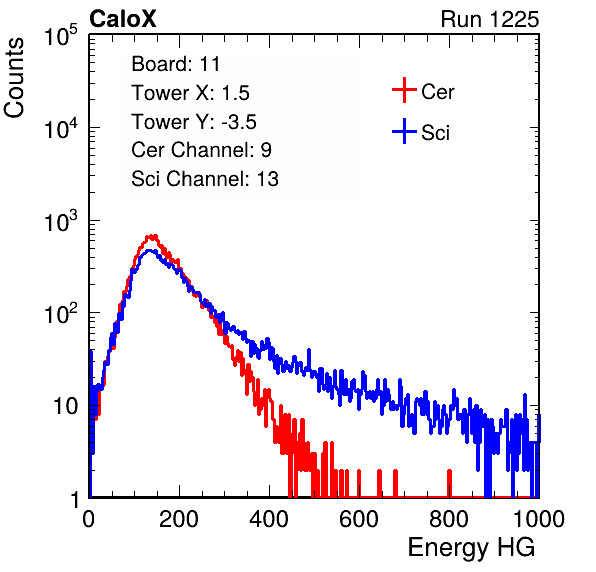 CaloX Run 1225
Counts
10^5
10^4
10^3
10^2
10
1
Board: 11
Tower X: 1.5
Tower Y: -3.5
Cer Channel: 9
Sci Channel: 13
Cer
Sci
0 200 400 600 800 1000
Energy HG